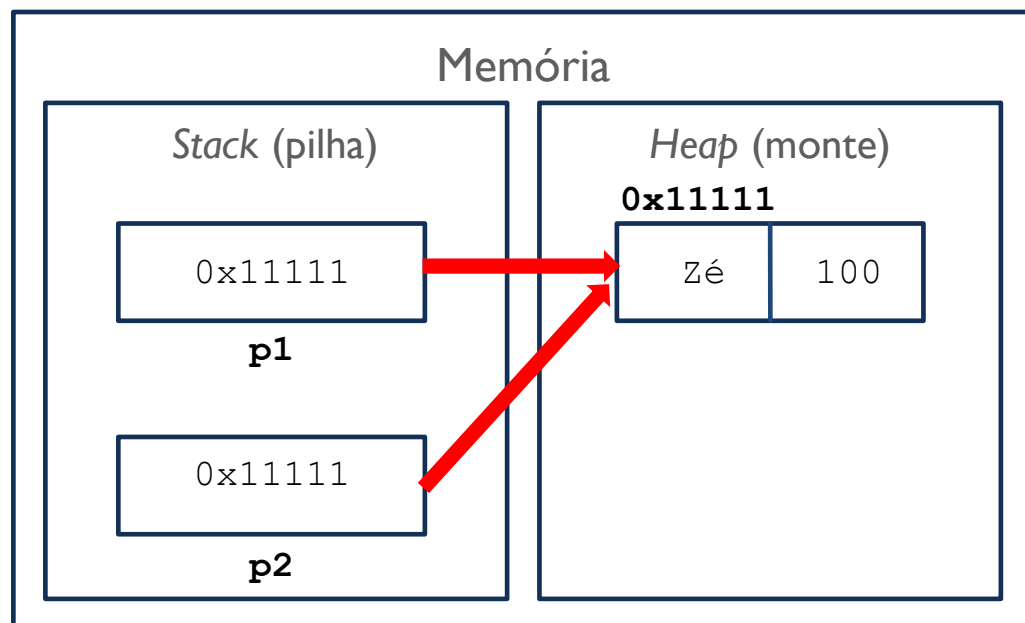 Memória
Stack (pilha)
0x11111
p1
0x11111
p2
Heap (monte)
0x11111
Zé 100